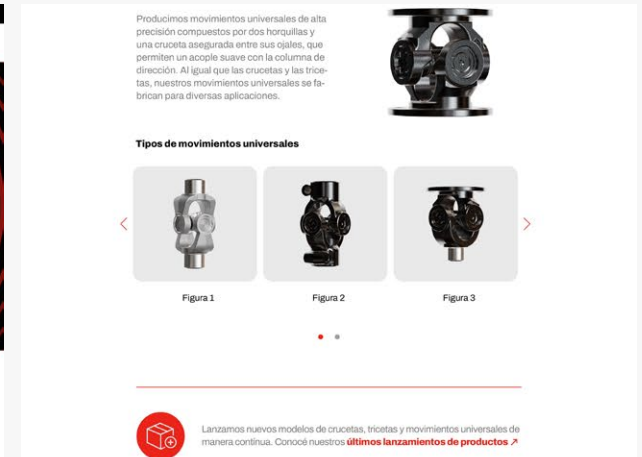 Producimos movimientos universales de alta
precisión compuestos por dos horquillas y
una cruceta asegurada entre sus ojales, que
permiten un acople suave con la columna de
dirección. Al igual que las crucetas y las trice-
tas, nuestros movimientos universales se fa-
brican para diversas aplicaciones.
Tipos de movimientos universales
Figura 1
Figura 2
Figura 3
Lanzamos nuevos modelos de crucetas, tricetas y movimientos universales de
manera continua. Conocé nuestros últimos lanzamientos de productos ↗